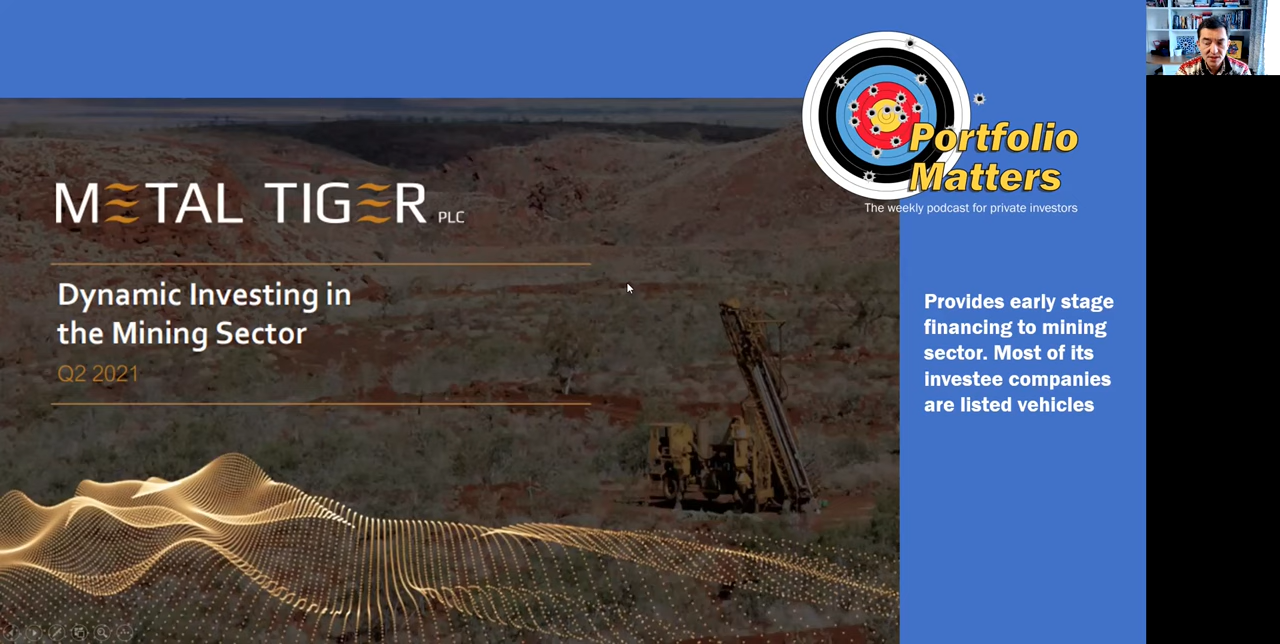 METAL TIGER PLC
Dynamic Investing in
the Mining Sector
Q2 2021
Portfolio
Matters
The weekly podcast for private investors
Provides early stage
financing to mining
sector. Most of its
investee companies
are listed vehicles